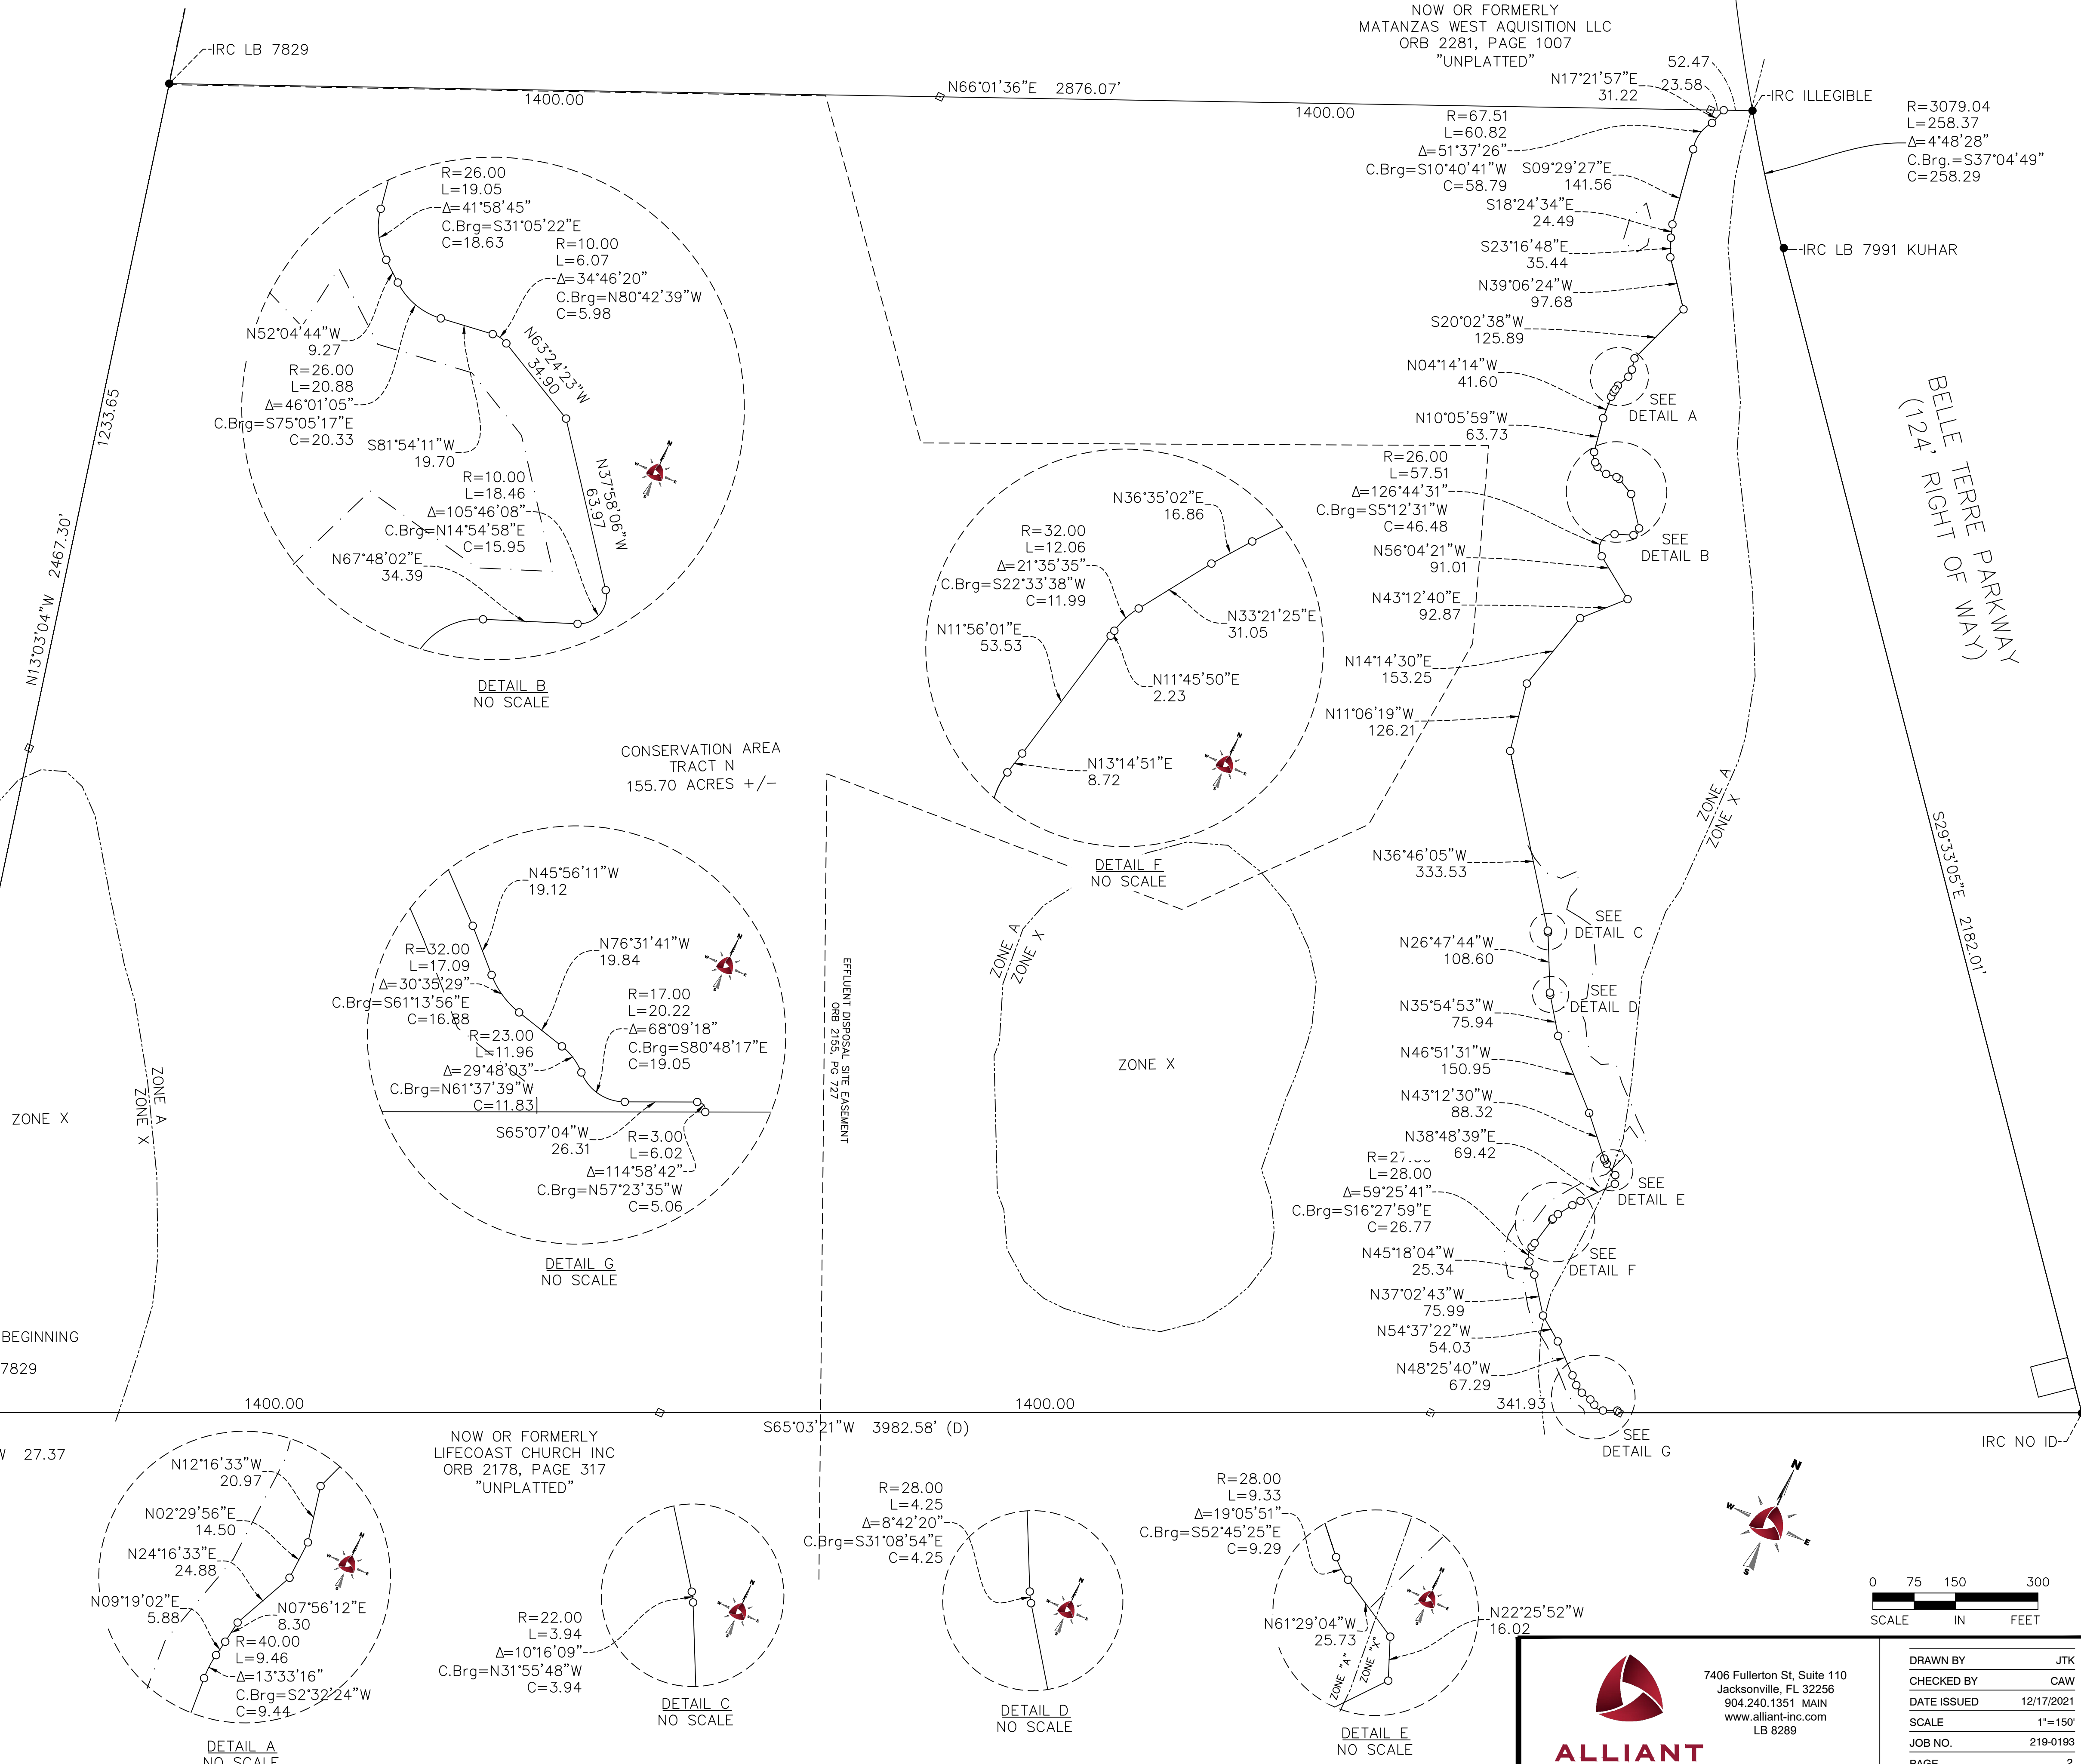 NOW OR FORMERLY
MATANZAS WEST AQUISITION LLC
ORB 2281, PAGE 1007
"UNPLATTED"
IRC LB 7829
N66°01'36"E 2876.07'
1400.00
1400.00
52.47
N17°21'57"E
23.58
31.22
IRC ILLEGIBLE
R=3079.04
L=258.37
Δ=4°48'28"
C.Brg.=S37°04'49"
C=258.29
R=67.51
L=60.82
Δ=51°37'26"
C.Brg=S10°40'41"W
C=58.79
S09°29'27"E
141.56
S18°24'34"E
24.49
S23°16'48"E
35.44
IRC LB 7991 KUHAR
N39°06'24"W
97.68
S20°02'38"W
125.89
N04°14'14"W
41.60
SEE
DETAIL A
N10°05'59"W
63.73
R=26.00
L=57.51
Δ=126°44'31"
C.Brg=S5°12'31"W
C=46.48
SEE
DETAIL B
N56°04'21"W
91.01
N43°12'40"E
92.87
N14°14'30"E
153.25
N11°06'19"W
126.21
BELLE TERRE PARKWAY
(124' RIGHT OF WAY)
ZONE A
ZONE X
S29°33'05"E 2182.01'
N36°46'05"W
333.53
SEE
DETAIL C
N26°47'44"W
108.60
SEE
DETAIL D
N35°54'53"W
75.94
N46°51'31"W
150.95
N43°12'30"W
88.32
N38°48'39"E
69.42
L=28.00
Δ=59°25'41"
C.Brg=S16°27'59"E
C=26.77
SEE
DETAIL E
N45°18'04"W
25.34
SEE
DETAIL F
N37°02'43"W
75.99
N54°37'22"W
54.03
N48°25'40"W
67.29
341.93
SEE
DETAIL G
IRC NO ID
1233.65
N13°03'04"W 2467.30'
R=26.00
L=19.05
Δ=41°58'45"
C.Brg=S31°05'22"E
C=18.63
R=10.00
L=6.07
Δ=34°46'20"
C.Brg=N80°42'39"W
C=5.98
N52°04'44"W
9.27
R=26.00
L=20.88
Δ=46°01'05"
C.Brg=S75°05'17"E
C=20.33
N63°24'23"W
34.90
S81°54'11"W
19.70
R=10.00
L=18.46
Δ=105°46'08"
C.Brg=N14°54'58"E
C=15.95
N37°58'06"W
63.97
N67°48'02"E
34.39
DETAIL B
NO SCALE
N36°35'02"E
16.86
R=32.00
L=12.06
Δ=21°35'35"
C.Brg=S22°33'38"W
C=11.99
N33°21'25"E
31.05
N11°56'01"E
53.53
N11°45'50"E
2.23
N13°14'51"E
8.72
DETAIL F
NO SCALE
CONSERVATION AREA
TRACT N
155.70 ACRES +/-
N45°56'11"W
19.12
N76°31'41"W
19.84
R=32.00
L=17.09
Δ=30°35'29"
C.Brg=S61°13'56"E
C=16.88
R=17.00
L=20.22
Δ=68°09'18"
C.Brg=S80°48'17"E
C=19.05
R=23.00
L=11.96
Δ=29°48'03"
C.Brg=N61°37'39"W
C=11.83
S65°07'04"W
26.31
R=3.00
L=6.02
Δ=114°58'42"
C.Brg=N57°23'35"W
C=5.06
DETAIL G
NO SCALE
EFFLUENT DISPOSAL SITE EASEMENT
ORB 2155, PG 727
ZONE A
ZONE X
ZONE X
ZONE X
ZONE A
ZONE X
BEGINNING
7829
1400.00
1400.00
S65°03'21"W 3982.58' (D)
W 27.37
NOW OR FORMERLY
LIFECOAST CHURCH INC
ORB 2178, PAGE 317
"UNPLATTED"
N12°16'33"W
20.97
N02°29'56"E
14.50
N24°16'33"E
24.88
N09°19'02"E
5.88
N07°56'12"E
8.30
R=40.00
L=9.46
Δ=13°33'16"
C.Brg=S2°32'24"W
C=9.44
DETAIL A
NO SCALE
R=22.00
L=3.94
Δ=10°16'09"
C.Brg=N31°55'48"W
C=3.94
DETAIL C
NO SCALE
R=28.00
L=4.25
Δ=8°42'20"
C.Brg=S31°08'54"E
C=4.25
DETAIL D
NO SCALE
R=28.00
L=9.33
Δ=19°05'51"
C.Brg=S52°45'25"E
C=9.29
N61°29'04"W
25.73
N22°25'52"W
16.02
ZONE "A"
ZONE "X"
DETAIL E
NO SCALE
N
W
E
S
0 75 150 300
SCALE IN FEET
7406 Fullerton St, Suite 110
Jacksonville, FL 32256
904.240.1351 MAIN
www.alliant-inc.com
LB 8289
ALLIANT
DRAWN BY JTK
CHECKED BY CAW
DATE ISSUED 12/17/2021
SCALE 1"=150'
JOB NO. 219-0193
PAGE 2